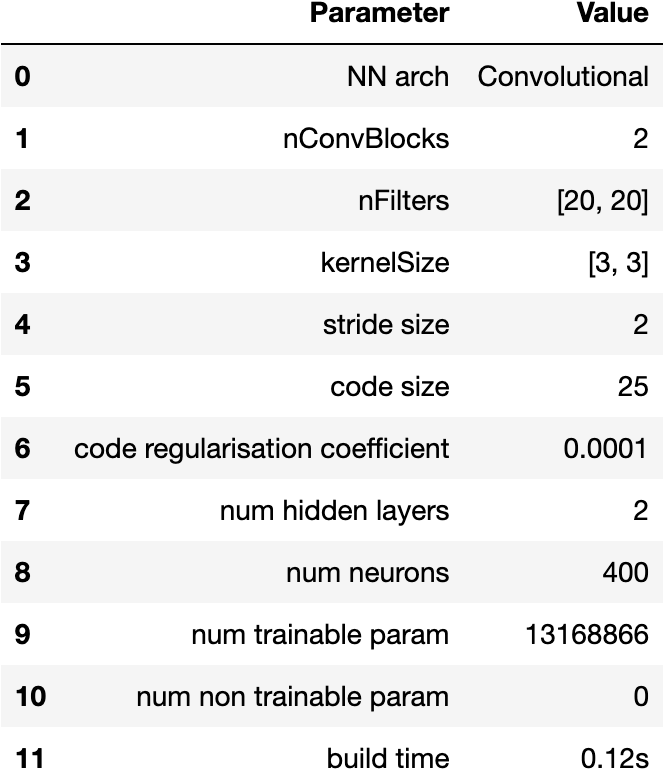 Parameter Value
0 NN arch Convolutional
1 nConvBlocks 2
2 nFilters [20, 20]
3 kernelSize [3, 3]
4 stride size 2
5 code size 25
6 code regularisation coefficient 0.0001
7 num hidden layers 2
8 num neurons 400
9 num trainable param 13168866
10 num non trainable param 0
11 build time 0.12s